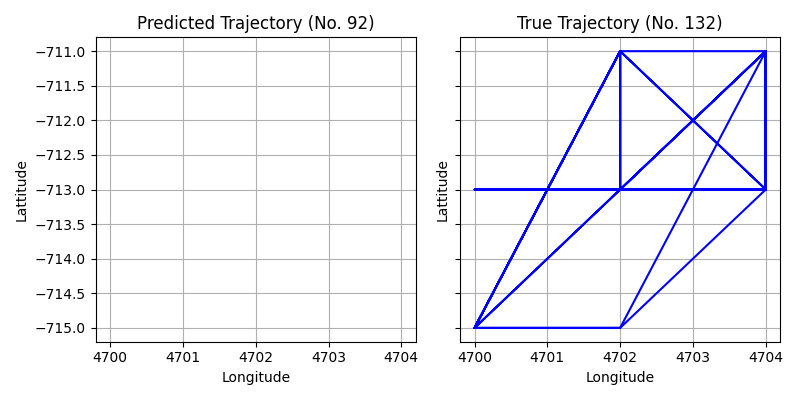 Predicted Trajectory (No. 92)
True Trajectory (No. 132)
−711.0
−711.5
−712.0
−712.5
−713.0
−713.5
−714.0
−714.5
−715.0
Lattitude
Lattitude
4700 4701 4702 4703 4704
4700 4701 4702 4703 4704
Longitude
Longitude